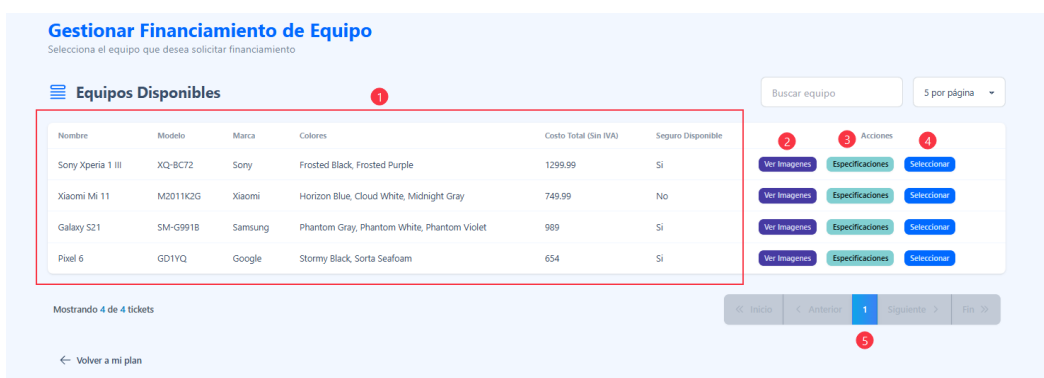 Gestionar Financiamiento de Equipo
Selecciona el equipo que desea solicitar financiamiento
Equipos Disponibles
1
Buscar equipo
5 por página
Nombre Modelo Marca Colores Costo Total (Sin IVA) Seguro Disponible Acciones
2 3 4
Sony Xperia 1 III XQ-BC72 Sony Frosted Black, Frosted Purple 1299.99 Si Ver Imagenes Especificaciones Seleccionar
Xiaomi Mi 11 M2011K2G Xiaomi Horizon Blue, Cloud White, Midnight Gray 749.99 No Ver Imagenes Especificaciones Seleccionar
Galaxy S21 SM-G991B Samsung Phantom Gray, Phantom White, Phantom Violet 989 Si Ver Imagenes Especificaciones Seleccionar
Pixel 6 GD1YQ Google Stormy Black, Sorta Seafoam 654 Si Ver Imagenes Especificaciones Seleccionar
Mostrando 4 de 4 tickets
Inicio Anterior 1 Siguiente Fin
5
Volver a mi plan